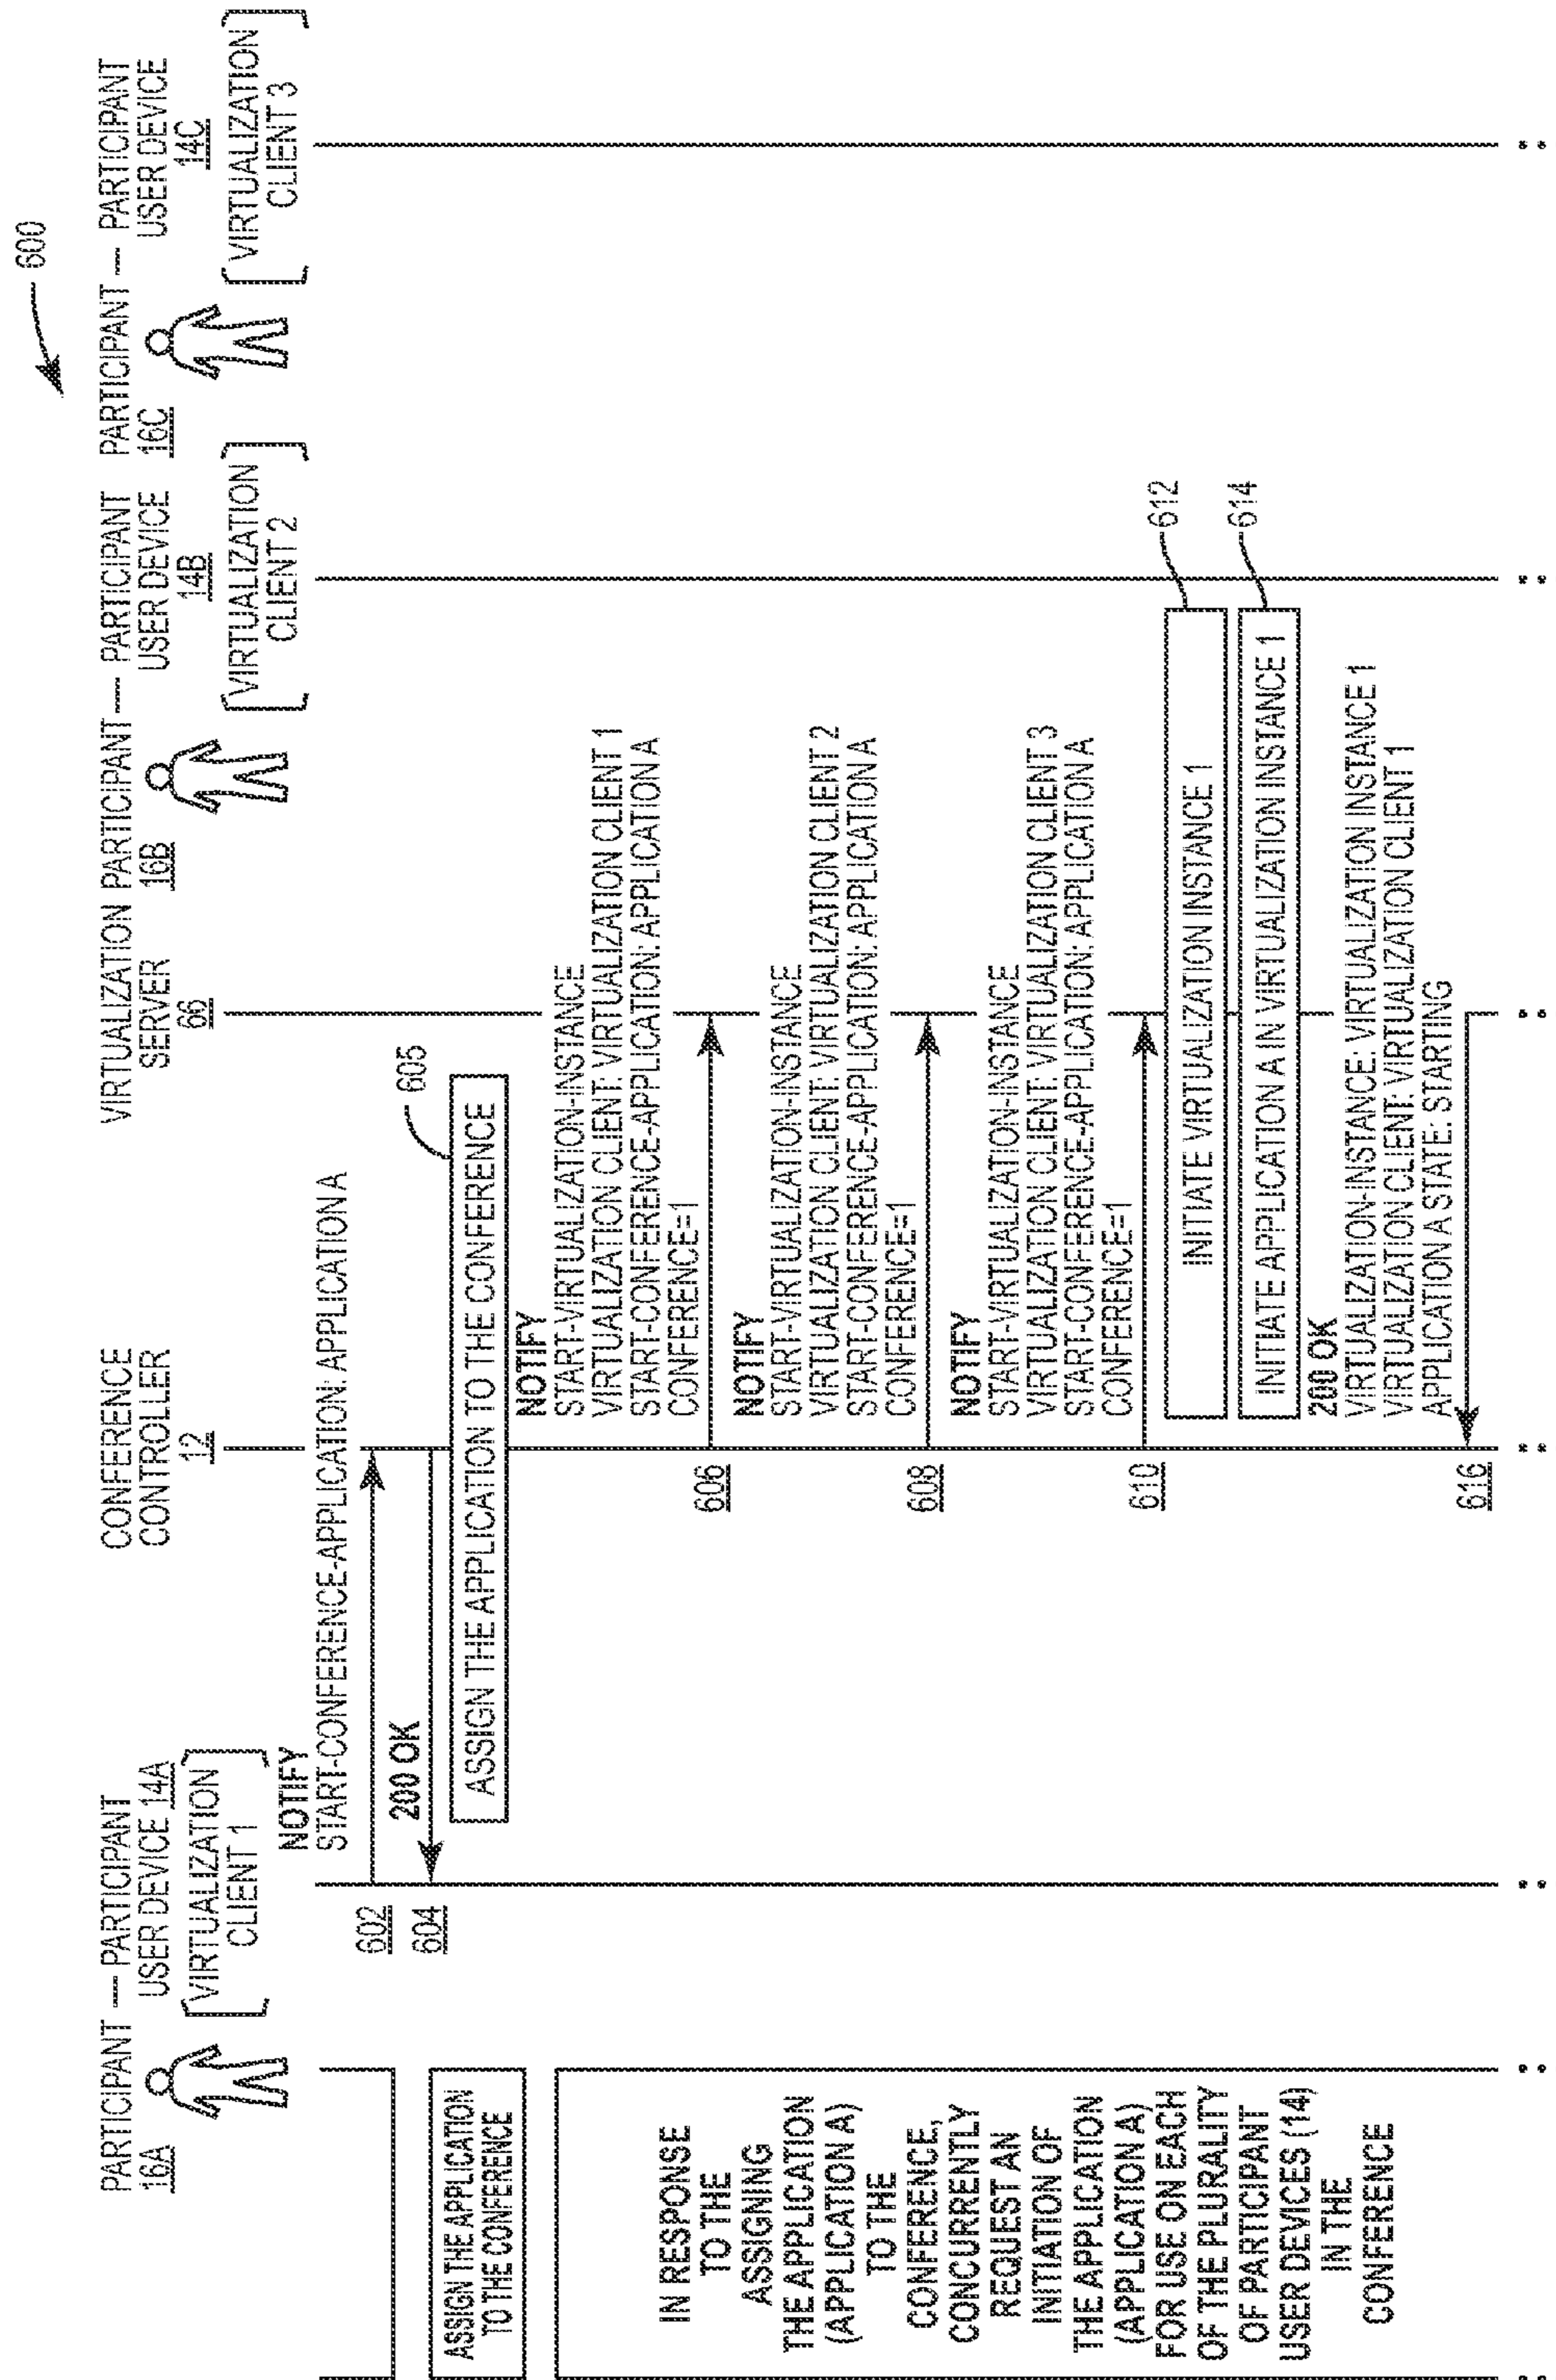 600
PARTICIPANT — PARTICIPANT
16A
USER DEVICE 14A
VIRTUALIZATION
CLIENT 1
CONFERENCE
CONTROLLER
12
VIRTUALIZATION
SERVER
66
PARTICIPANT — PARTICIPANT
16B
USER DEVICE
14B
VIRTUALIZATION
CLIENT 2
PARTICIPANT — PARTICIPANT
16C
USER DEVICE
14C
VIRTUALIZATION
CLIENT 3
NOTIFY
START-CONFERENCE-APPLICATION: APPLICATION A
602
200 OK
604
ASSIGN THE APPLICATION
TO THE CONFERENCE
ASSIGN THE APPLICATION TO THE CONFERENCE
605
IN RESPONSE
TO THE
ASSIGNING
THE APPLICATION
(APPLICATION A)
TO THE
CONFERENCE,
CONCURRENTLY
REQUEST AN
INITIATION OF
THE APPLICATION
(APPLICATION A)
FOR USE ON EACH
OF THE PLURALITY
OF PARTICIPANT
USER DEVICES (14)
IN THE
CONFERENCE
NOTIFY
START-VIRTUALIZATION-INSTANCE
VIRTUALIZATION CLIENT: VIRTUALIZATION CLIENT 1
START-CONFERENCE-APPLICATION: APPLICATION A
CONFERENCE=1
606
NOTIFY
START-VIRTUALIZATION-INSTANCE
VIRTUALIZATION CLIENT: VIRTUALIZATION CLIENT 2
START-CONFERENCE-APPLICATION: APPLICATION A
CONFERENCE=1
608
NOTIFY
START-VIRTUALIZATION-INSTANCE
VIRTUALIZATION CLIENT: VIRTUALIZATION CLIENT 3
START-CONFERENCE-APPLICATION: APPLICATION A
CONFERENCE=1
610
INITIATE VIRTUALIZATION INSTANCE 1
612
INITIATE APPLICATION A IN VIRTUALIZATION INSTANCE 1
614
200 OK
VIRTUALIZATION-INSTANCE: VIRTUALIZATION INSTANCE 1
VIRTUALIZATION CLIENT: VIRTUALIZATION CLIENT 1
APPLICATION A STATE: STARTING
616